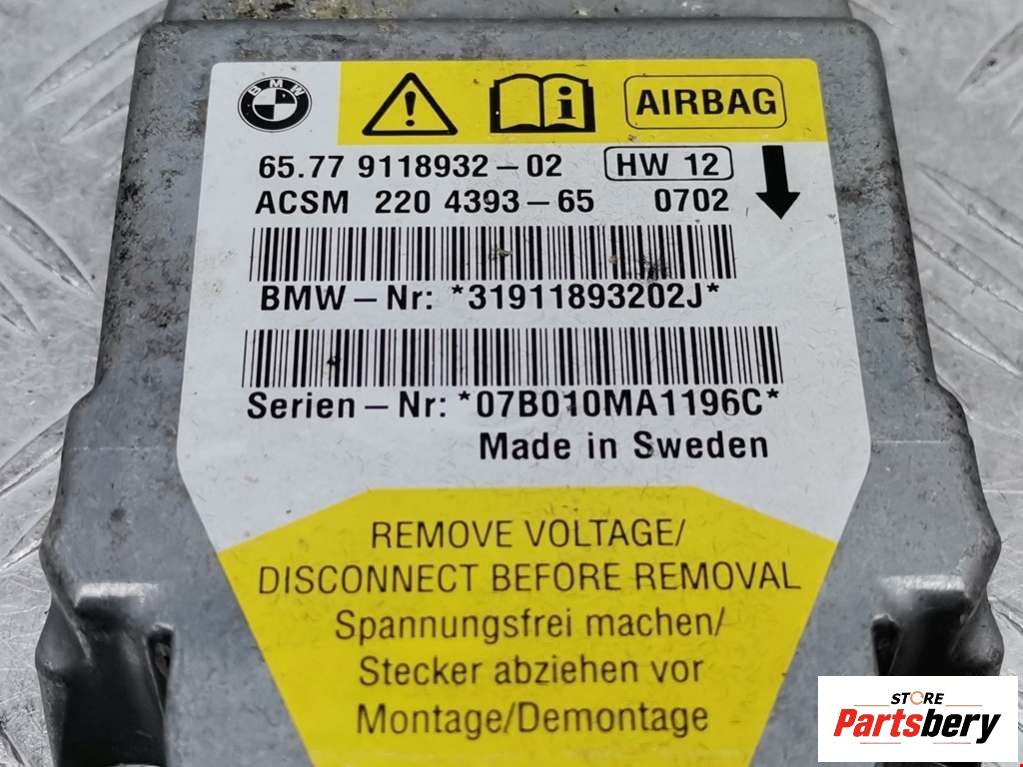 BMW
AIRBAG
65.77 9118932-02 HW 12
ACSM 220 4393-65 0702
BMW-Nr: *31911893202J*
Serien-Nr: *07B010MA1196C*
Made in Sweden
REMOVE VOLTAGE/
DISCONNECT BEFORE REMOVAL
Spannungsfrei machen/
Stecker abziehen vor
Montage/Demontage
STORE
Partsbery